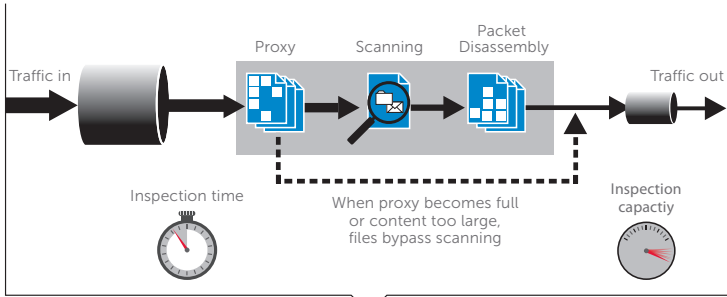 Proxy
Scanning
Packet
Disassembly
Traffic in
Traffic out
Inspection time
When proxy becomes full
or content too large,
files bypass scanning
Inspection
capactiy